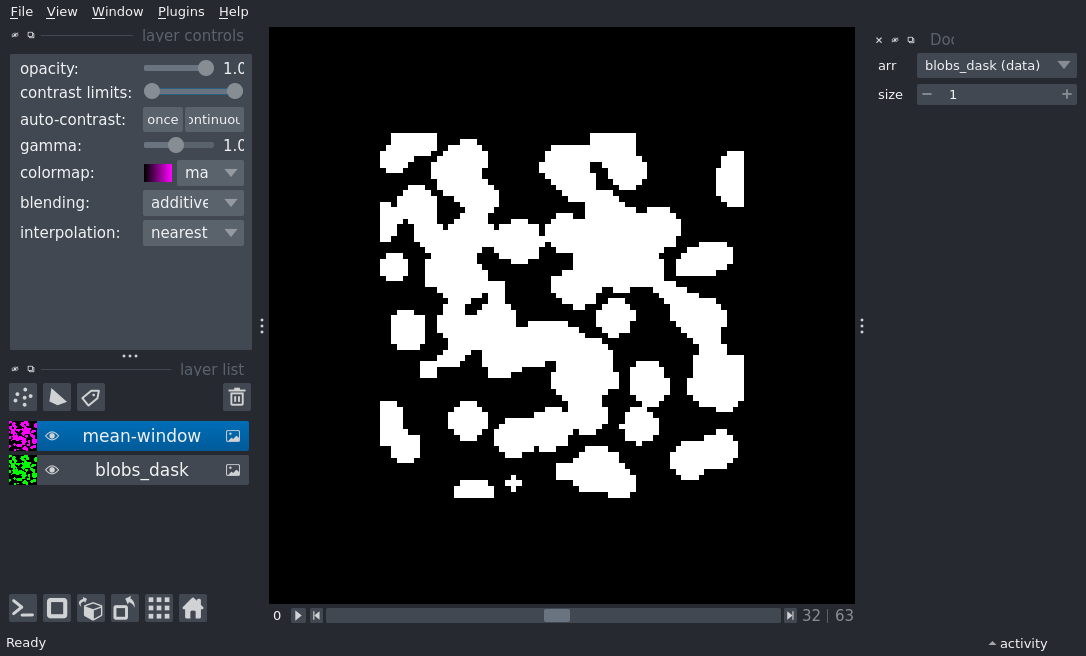 File View Window Plugins Help
layer controls
opacity: 1.0
contrast limits:
auto-contrast: once
gamma: 1.0
colormap: ma
blending: additive
interpolation: nearest
layer list
mean-window
blobs_dask
Ready
0 32 | 63
arr blobs_dask (data)
size 1
activity